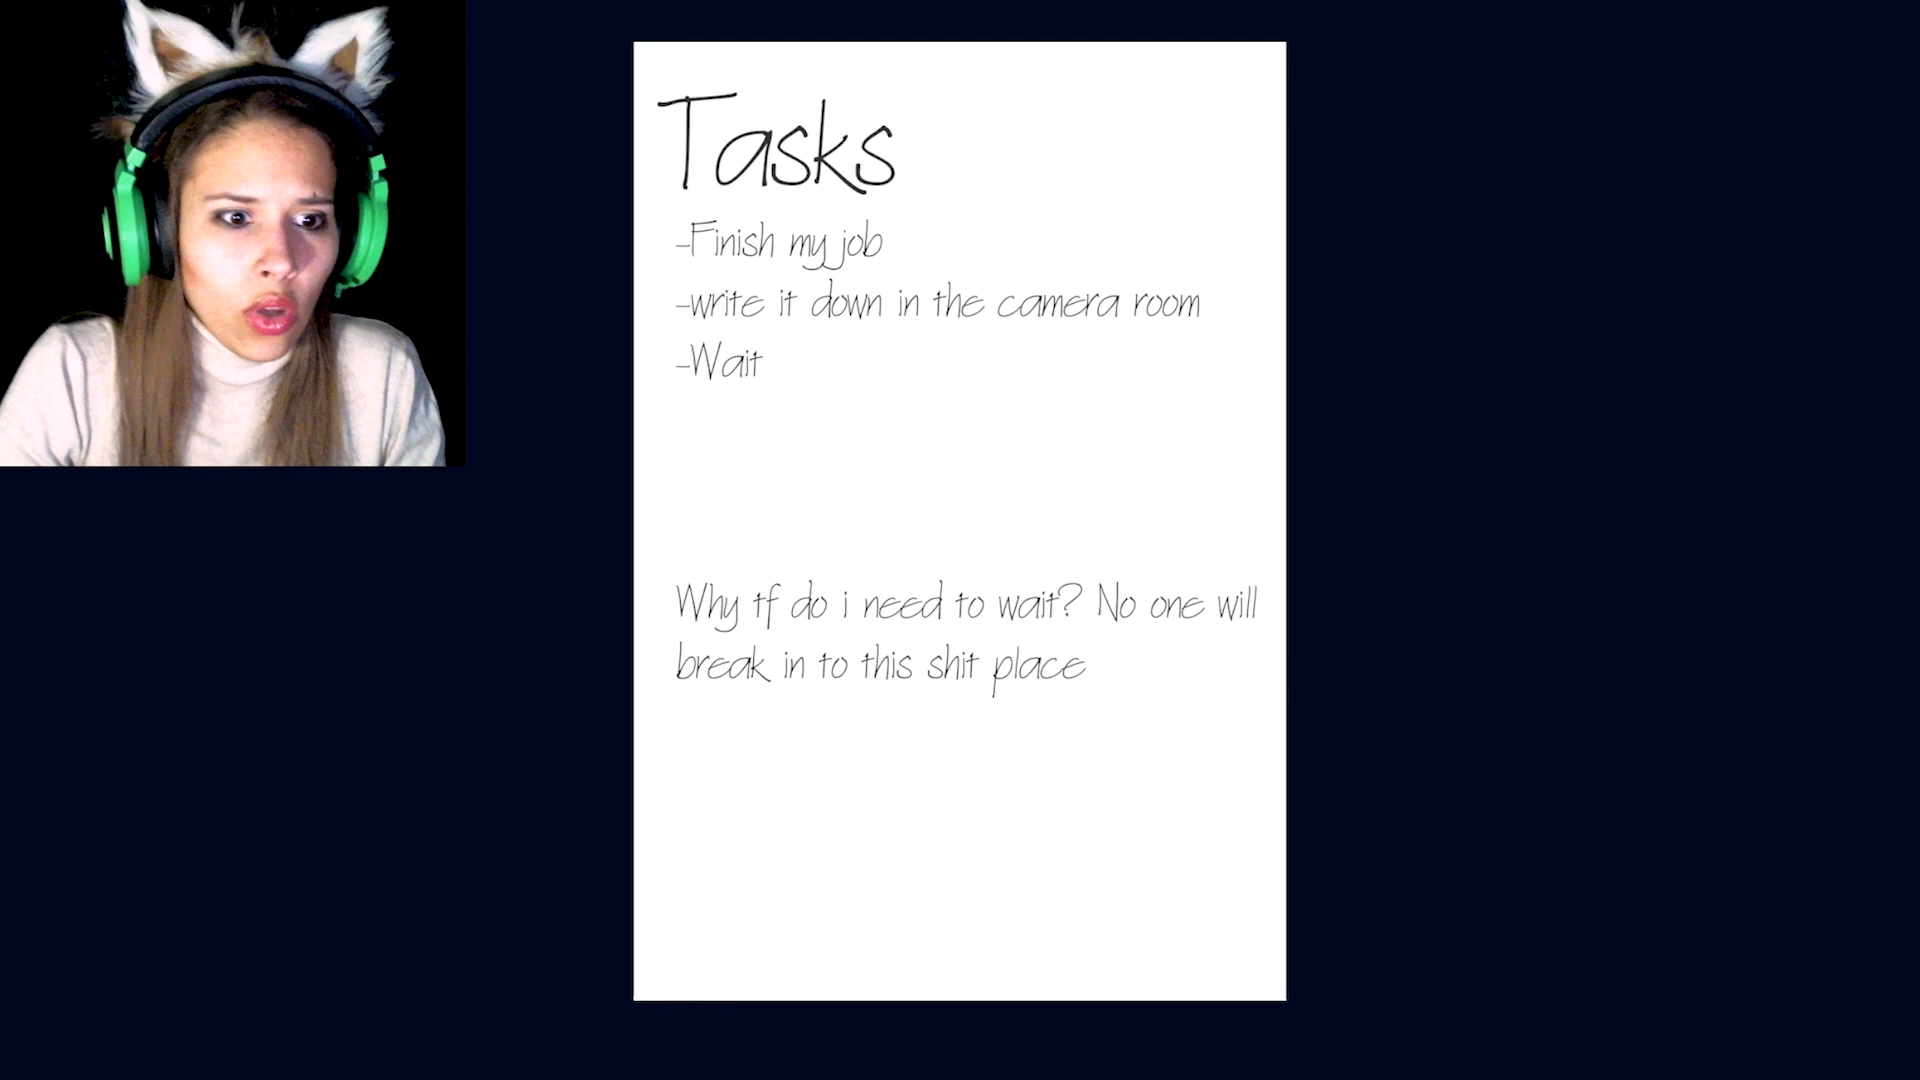 Tasks
-Finish my job
-write it down in the camera room
-Wait
Why tf do i need to wait? No one will
break in to this shit place